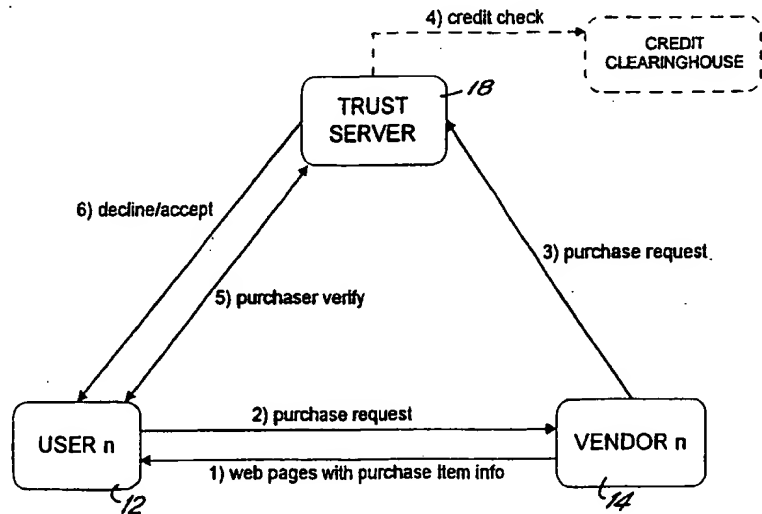 4) credit check
CREDIT
CLEARINGHOUSE
18
TRUST
SERVER
6) decline/accept
3) purchase request
5) purchaser verify
2) purchase request
USER n
VENDOR n
1) web pages with purchase item info
12
14